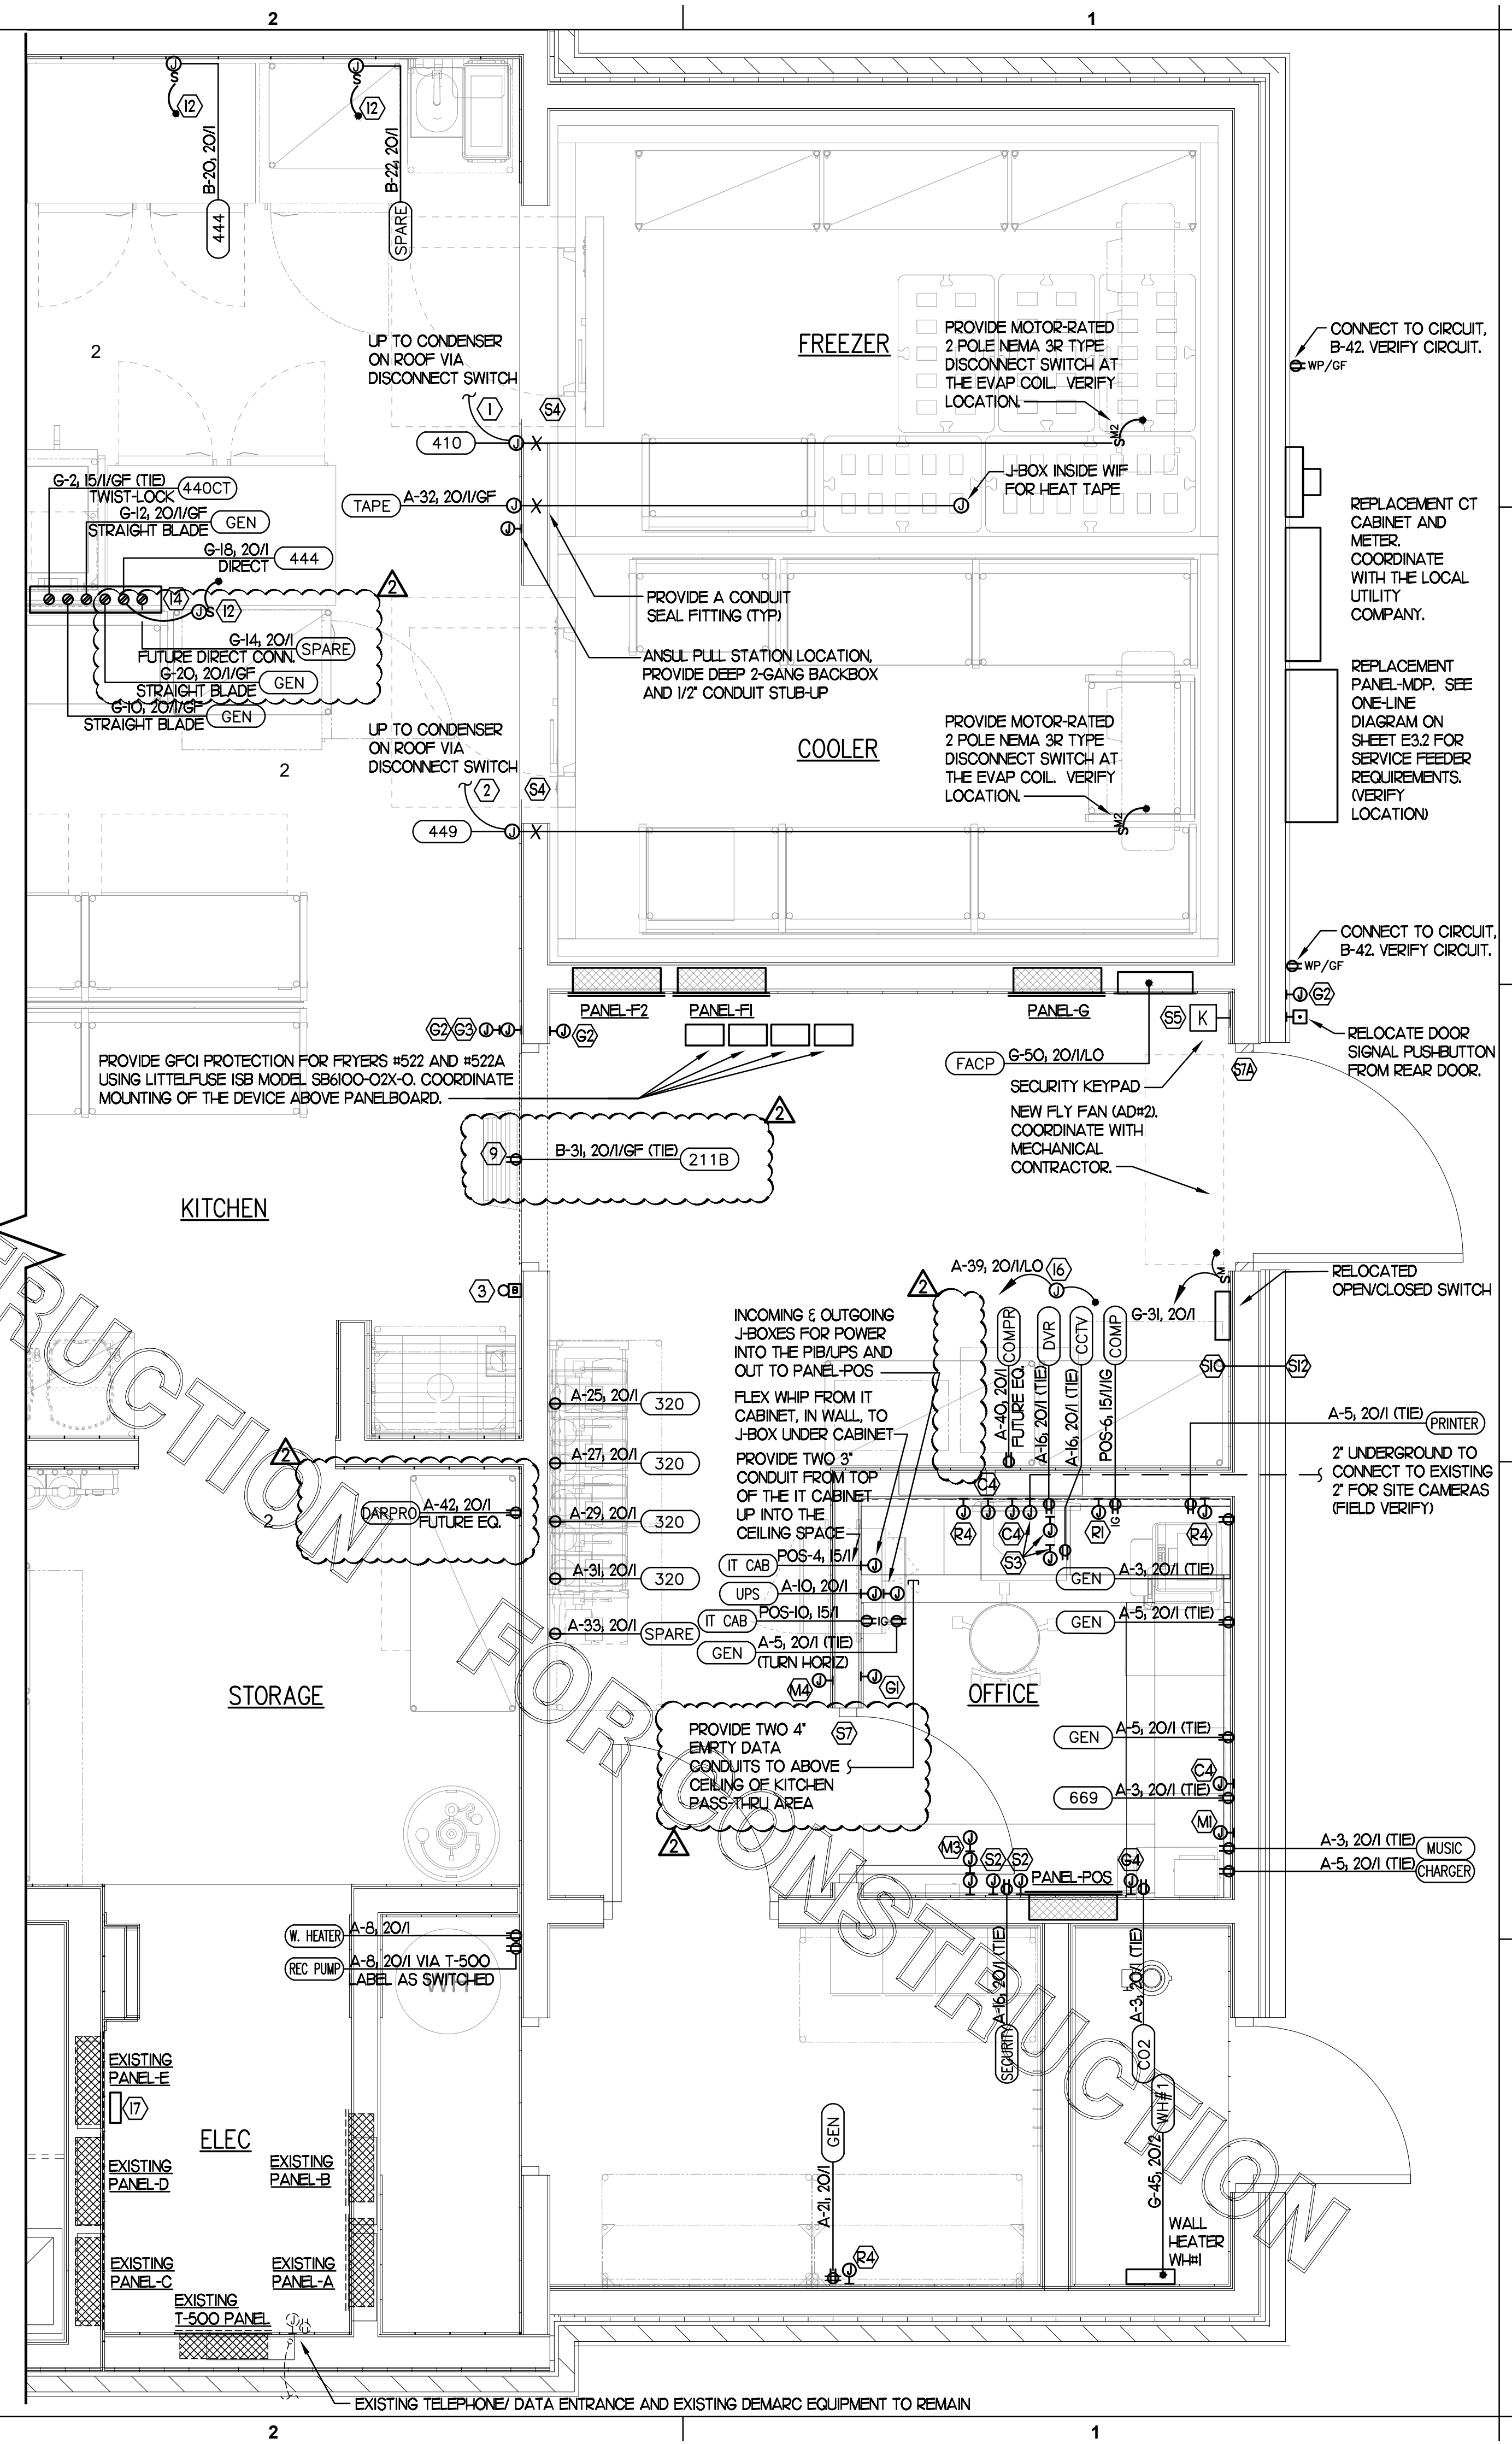 2
1
12
12
B-20, 20/1
B-22, 20/1
444
SPARE
2
UP TO CONDENSER
ON ROOF VIA
DISCONNECT SWITCH
1
S4
410
FREEZER
PROVIDE MOTOR-RATED
2 POLE NEMA 3R TYPE
DISCONNECT SWITCH AT
THE EVAP COIL. VERIFY
LOCATION.
M2
CONNECT TO CIRCUIT,
B-42. VERIFY CIRCUIT.
WP/GF
G-2, 15/1/GF (TIE)
TWIST-LOCK
440CT
G-12, 20/1/GF
STRAIGHT BLADE
GEN
G-18, 20/1
DIRECT
444
TAPE
A-32, 20/1/GF
J-BOX INSIDE WIF
FOR HEAT TAPE
REPLACEMENT CT
CABINET AND
METER.
COORDINATE
WITH THE LOCAL
UTILITY
COMPANY.
2
14
12
G-14, 20/1
FUTURE DIRECT CONN.
SPARE
G-20, 20/1/GF
STRAIGHT BLADE
GEN
G-10, 20/1/GF
STRAIGHT BLADE
GEN
PROVIDE A CONDUIT
SEAL FITTING (TYP)
ANSUL PULL STATION LOCATION,
PROVIDE DEEP 2-GANG BACKBOX
AND 1/2" CONDUIT STUB-UP
REPLACEMENT
PANEL-MDP. SEE
ONE-LINE
DIAGRAM ON
SHEET E3.2 FOR
SERVICE FEEDER
REQUIREMENTS.
(VERIFY
LOCATION)
2
UP TO CONDENSER
ON ROOF VIA
DISCONNECT SWITCH
2
S4
449
COOLER
PROVIDE MOTOR-RATED
2 POLE NEMA 3R TYPE
DISCONNECT SWITCH AT
THE EVAP COIL. VERIFY
LOCATION.
M2
CONNECT TO CIRCUIT,
B-42. VERIFY CIRCUIT.
WP/GF
G2
PANEL-F2
PANEL-F1
PANEL-G
G2
G3
G2
S5
K
RELOCATE DOOR
SIGNAL PUSHBUTTON
FROM REAR DOOR.
PROVIDE GFCI PROTECTION FOR FRYERS #522 AND #522A
USING LITTELFUSE ISB MODEL SB6100-02X-0. COORDINATE
MOUNTING OF THE DEVICE ABOVE PANELBOARD.
FACP
G-50, 20/1/LO
S7A
SECURITY KEYPAD
NEW FLY FAN (AD#2).
COORDINATE WITH
MECHANICAL
CONTRACTOR.
2
9
B-31, 20/1/GF (TIE)
211B
KITCHEN
3
B
A-39, 20/1/LO
16
M
G-31, 20/1
RELOCATED
OPEN/CLOSED SWITCH
2
INCOMING & OUTGOING
J-BOXES FOR POWER
INTO THE PIB/UPS AND
OUT TO PANEL-POS
COMPR
A-40, 20/1
FUTURE EQ.
DVR
A-16, 20/1 (TIE)
CCTV
A-16, 20/1 (TIE)
COMP
POS-6, 15/1/IG
S10
S12
FLEX WHIP FROM IT
CABINET, IN WALL, TO
J-BOX UNDER CABINET
A-25, 20/1
320
A-5, 20/1 (TIE)
PRINTER
PROVIDE TWO 3"
CONDUIT FROM TOP
OF THE IT CABINET
UP INTO THE
CEILING SPACE
2" UNDERGROUND TO
CONNECT TO EXISTING
2" FOR SITE CAMERAS
(FIELD VERIFY)
2
A-27, 20/1
320
C4
DARPRO
A-42, 20/1
FUTURE EQ.
2
A-29, 20/1
320
R4
C4
R1
IG
R4
S3
IT CAB
POS-4, 15/1
A-31, 20/1
320
UPS
A-10, 20/1
GEN
A-3, 20/1 (TIE)
A-33, 20/1
SPARE
IT CAB
POS-10, 15/1
IG
GEN
A-5, 20/1 (TIE)
(TURN HORIZ)
GEN
A-5, 20/1 (TIE)
M4
G1
STORAGE
OFFICE
PROVIDE TWO 4"
EMPTY DATA
CONDUITS TO ABOVE
CEILING OF KITCHEN
PASS-THRU AREA
S7
2
GEN
A-5, 20/1 (TIE)
C4
669
A-3, 20/1 (TIE)
M1
M3
A-3, 20/1 (TIE)
MUSIC
A-5, 20/1 (TIE)
CHARGER
S2
S2
PANEL-POS
G4
W. HEATER
A-8, 20/1
REC PUMP
A-8, 20/1 VIA T-500
LABEL AS SWITCHED
WH
A-16, 20/1 (TIE)
SECURITY
A-3, 20/1 (TIE)
CO2
EXISTING
PANEL-E
17
ELEC
EXISTING
PANEL-D
EXISTING
PANEL-B
GEN
A-21, 20/1
WH#1
G-45, 20/2
WALL
HEATER
WH#1
R4
EXISTING
PANEL-C
EXISTING
PANEL-A
EXISTING
T-500 PANEL
EXISTING TELEPHONE/ DATA ENTRANCE AND EXISTING DEMARC EQUIPMENT TO REMAIN
FOR CONSTRUCTION
2
1